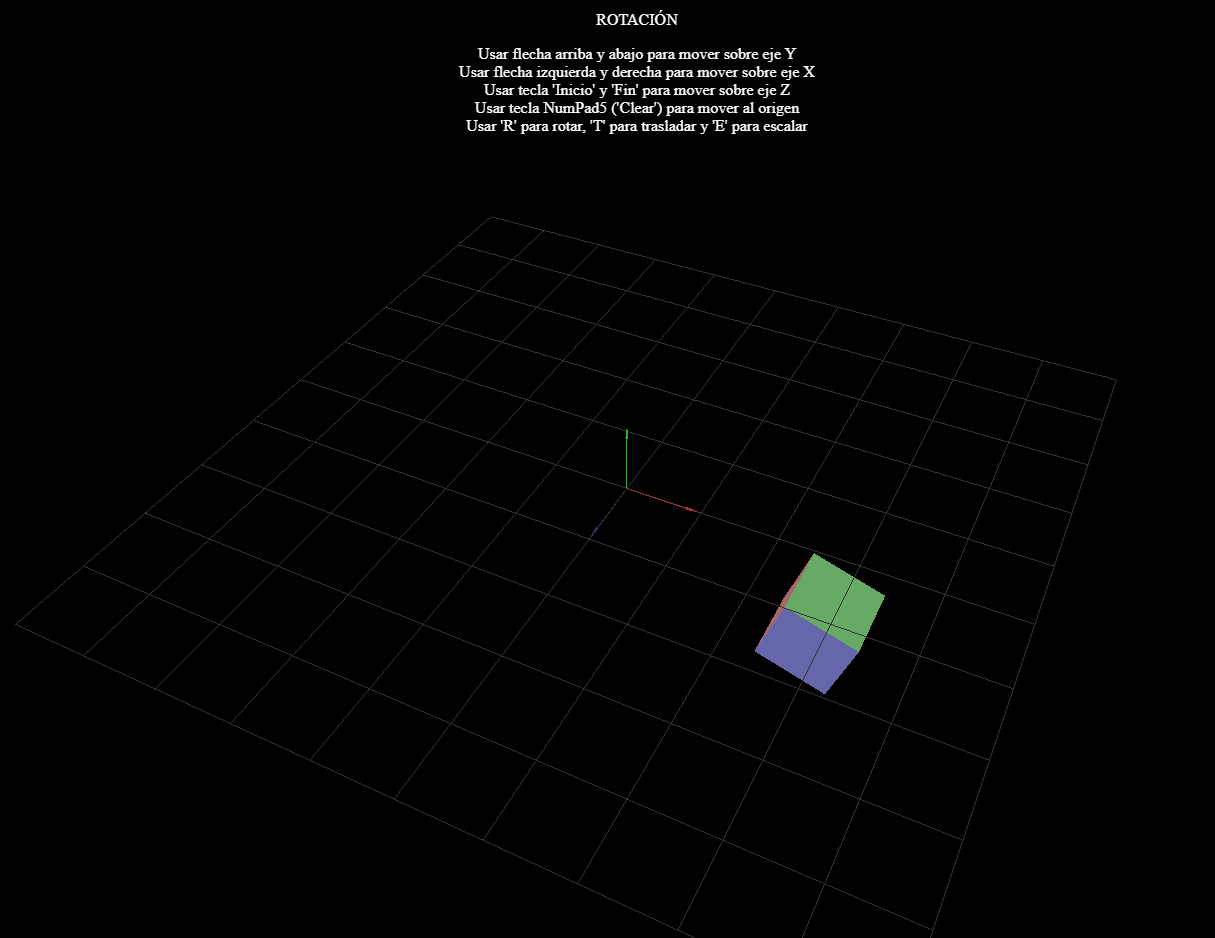 ROTACIÓN
Usar flecha arriba y abajo para mover sobre eje Y
Usar flecha izquierda y derecha para mover sobre eje X
Usar tecla 'Inicio' y 'Fin' para mover sobre eje Z
Usar tecla NumPad5 ('Clear') para mover al origen
Usar 'R' para rotar, 'T' para trasladar y 'E' para escalar